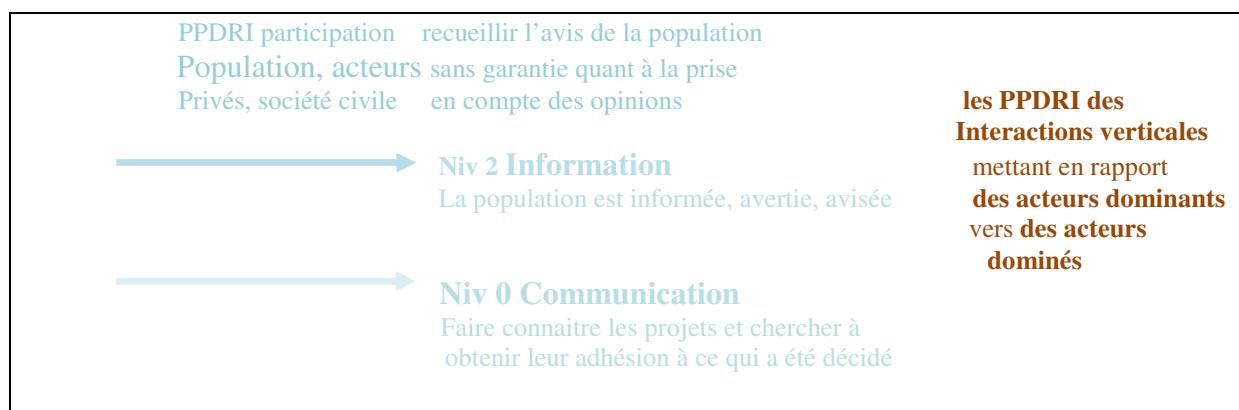 PPDRI participation recueillir l’avis de la population
Population, acteurs sans garantie quant à la prise
Privés, société civile en compte des opinions
Niv 2 Information
La population est informée, avertie, avisée
Niv 0 Communication
Faire connaitre les projets et chercher à
obtenir leur adhésion à ce qui a été décidé
les PPDRI des
Interactions verticales
mettant en rapport
des acteurs dominants
vers des acteurs
dominés